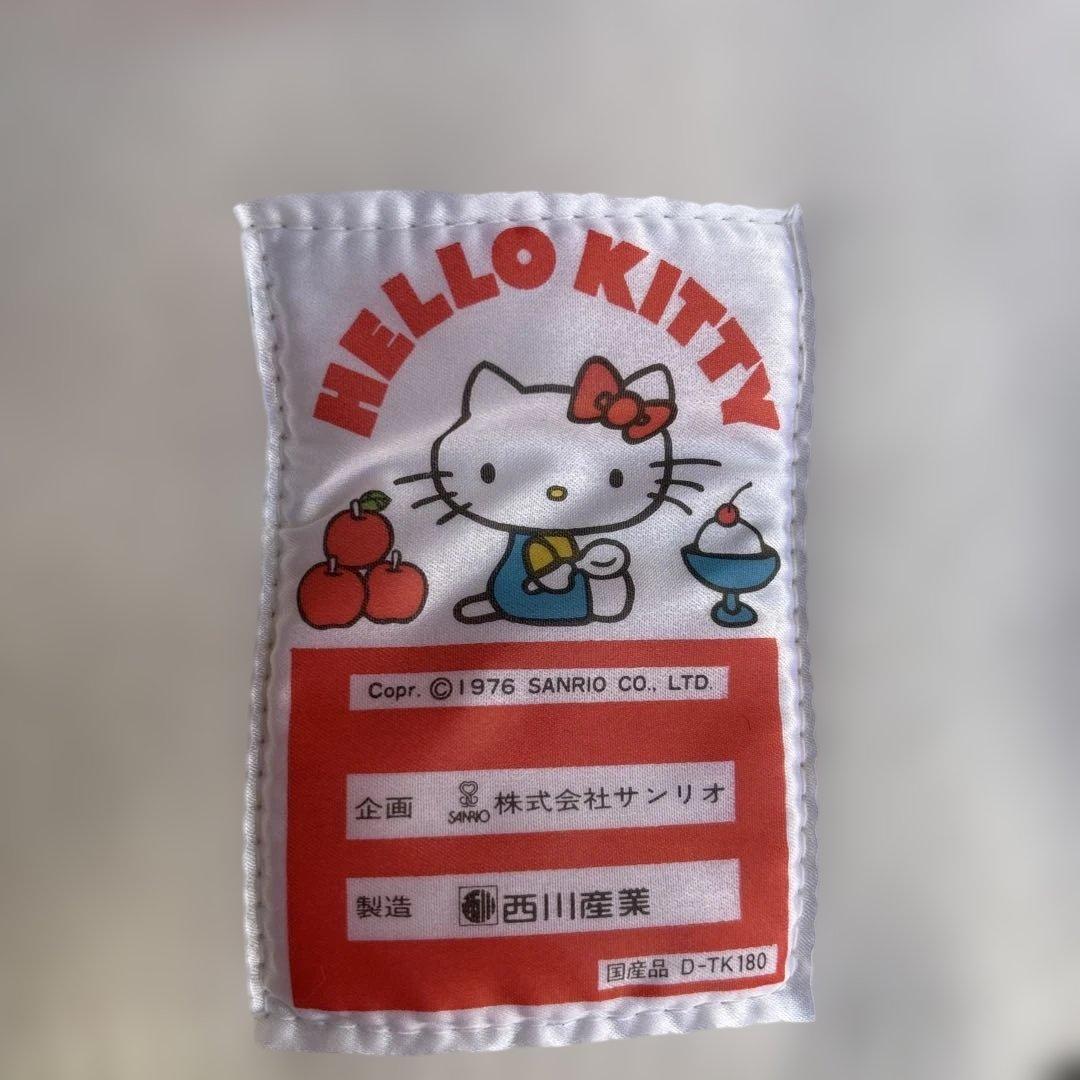 HELLO KITTY
Copr. ©1976 SANRIO CO., LTD.
企画 SANRIO 株式会社サンリオ
製造 西川産業
国産品 D-TK180